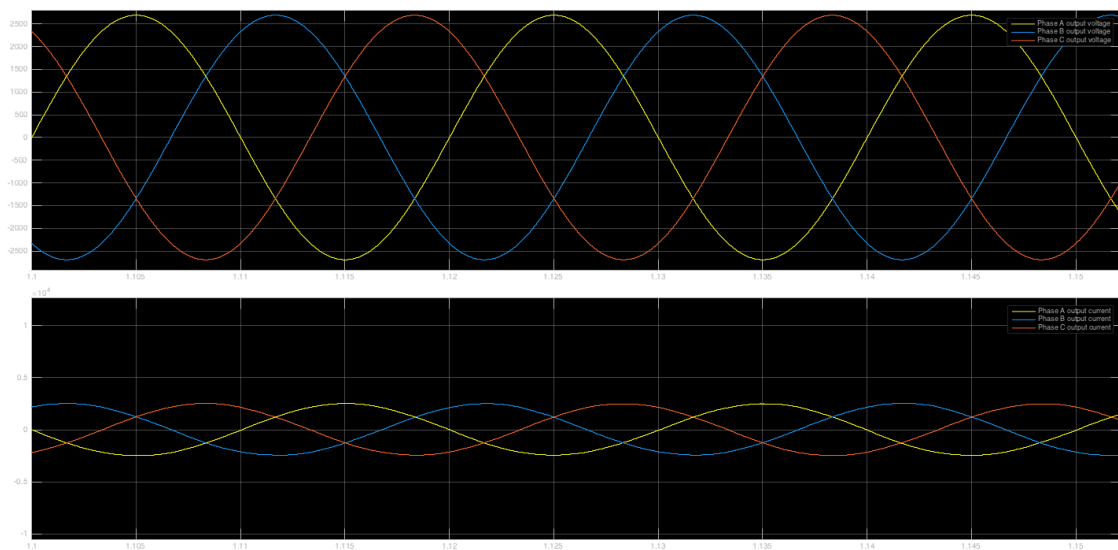 2500
2000
1500
1000
500
0
-500
-1000
-1500
-2000
-2500
Phase A output voltage
Phase B output voltage
Phase C output voltage
1.1 1.105 1.11 1.115 1.12 1.125 1.13 1.135 1.14 1.145 1.15
×10⁴
1
0.5
0
-0.5
-1
Phase A output current
Phase B output current
Phase C output current
1.1 1.105 1.11 1.115 1.12 1.125 1.13 1.135 1.14 1.145 1.15